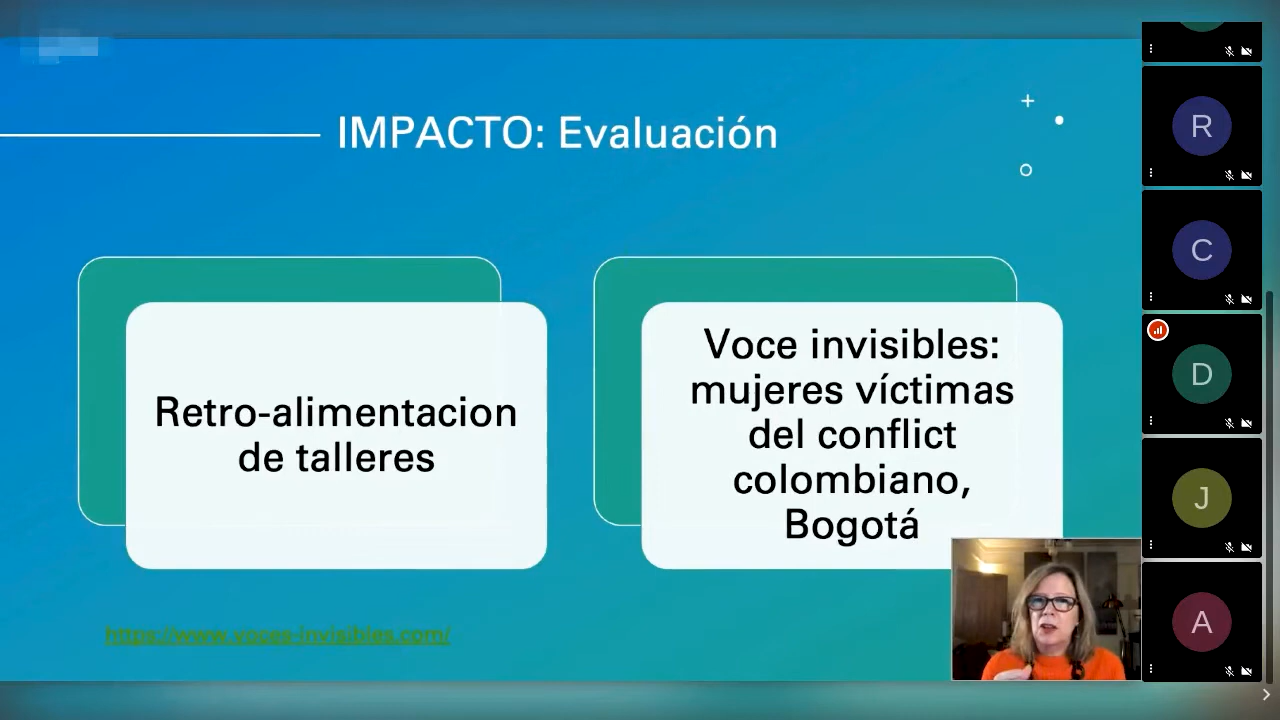 IMPACTO: Evaluación
Retro-alimentacion
de talleres
Voce invisibles:
mujeres víctimas
del conflict
colombiano,
Bogotá
https://www.voces-invisibles.com/
R
C
D
J
A